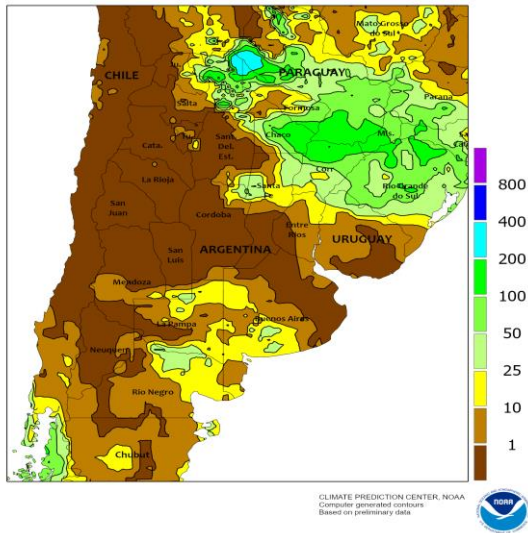 Mato Grosso
do Sul
CHILE
Ju.
PARAGUAY
Salta
Formosa
Parana
Tuc.
Chaco
Mis.
Sant.
Del.
Est.
Cata.
La Rioja
Corr
Santa
Fe
Rio Grande
do Sul
San
Juan
Cordoba
Entre
Rios
URUGUAY
San
Luis
ARGENTINA
Mendoza
La Pampa
Buenos Aires
Neuquen
Rio Negro
Chubut
800
400
200
100
50
25
10
1
CLIMATE PREDICTION CENTER, NOAA
Computer generated contours
Based on preliminary data
NOAA